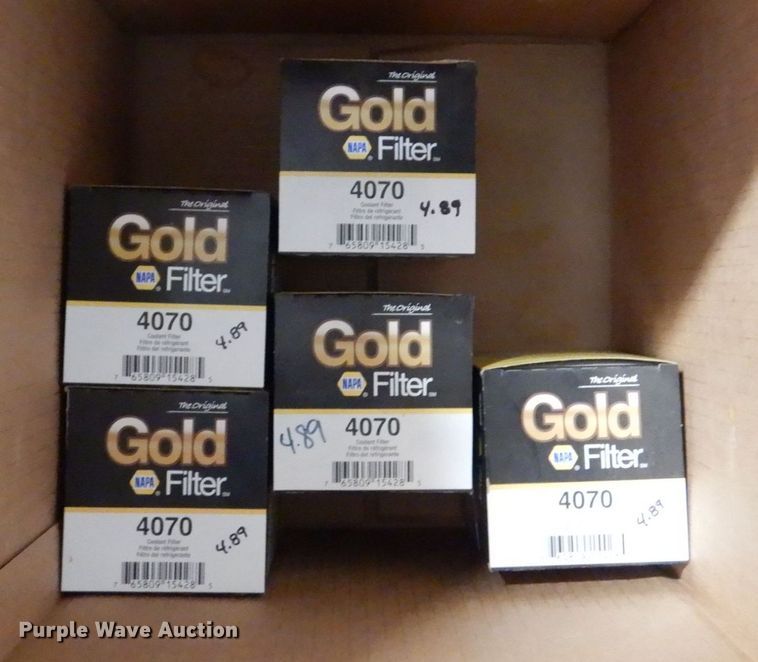 The Original
Gold
NAPA Filter
4070
Coolant Filter
Filtre de réfrigerant
Filtro del refrigerante
4.89
7 65809 15428 5
The Original
Gold
NAPA Filter
4070
Coolant Filter
Filtre de réfrigerant
Filtro del refrigerante
4.89
7 65809 15428 5
The Original
Gold
NAPA Filter
4070
4.89
Coolant Filter
Filtre de réfrigerant
Filtro del refrigerante
7 65809 15428 5
The Original
Gold
NAPA Filter
4070
4.89
The Original
Gold
NAPA Filter
4070
Coolant Filter
Filtre de réfrigerant
Filtro del refrigerante
4.89
7 65809 15428 5
Purple Wave Auction